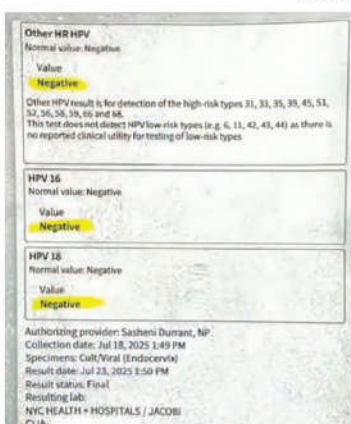 Other HR HPV
Normal value: Negative
Value
Negative
Other HPV result is for detection of the high-risk types 31, 33, 35, 39, 45, 51,
52, 56, 58, 59, 66 and 68.
This test does not detect HPV low-risk types (e.g. 6, 11, 42, 43, 44) as there is
no reported clinical utility for testing of low-risk types
HPV 16
Normal value: Negative
Value
Negative
HPV 18
Normal value: Negative
Value
Negative
Authorizing provider: Sasheni Durrant, NP
Collection date: Jul 18, 2025 1:49 PM
Specimens: Cult/Viral (Endocervix)
Result date: Jul 23, 2025 1:50 PM
Result status: Final
Resulting lab:
NYC HEALTH + HOSPITALS / JACOBI